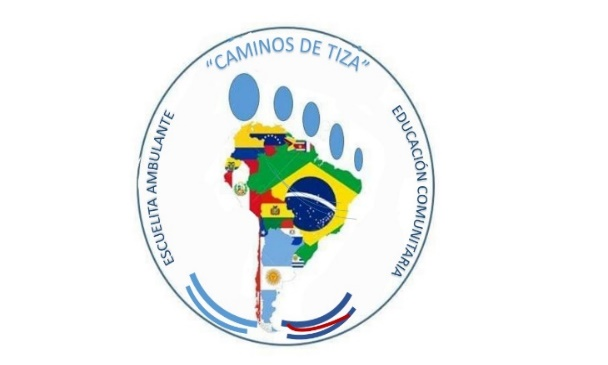 "CAMINOS DE TIZA"
ESCUELITA AMBULANTE
EDUCACIÓN COMUNITARIA